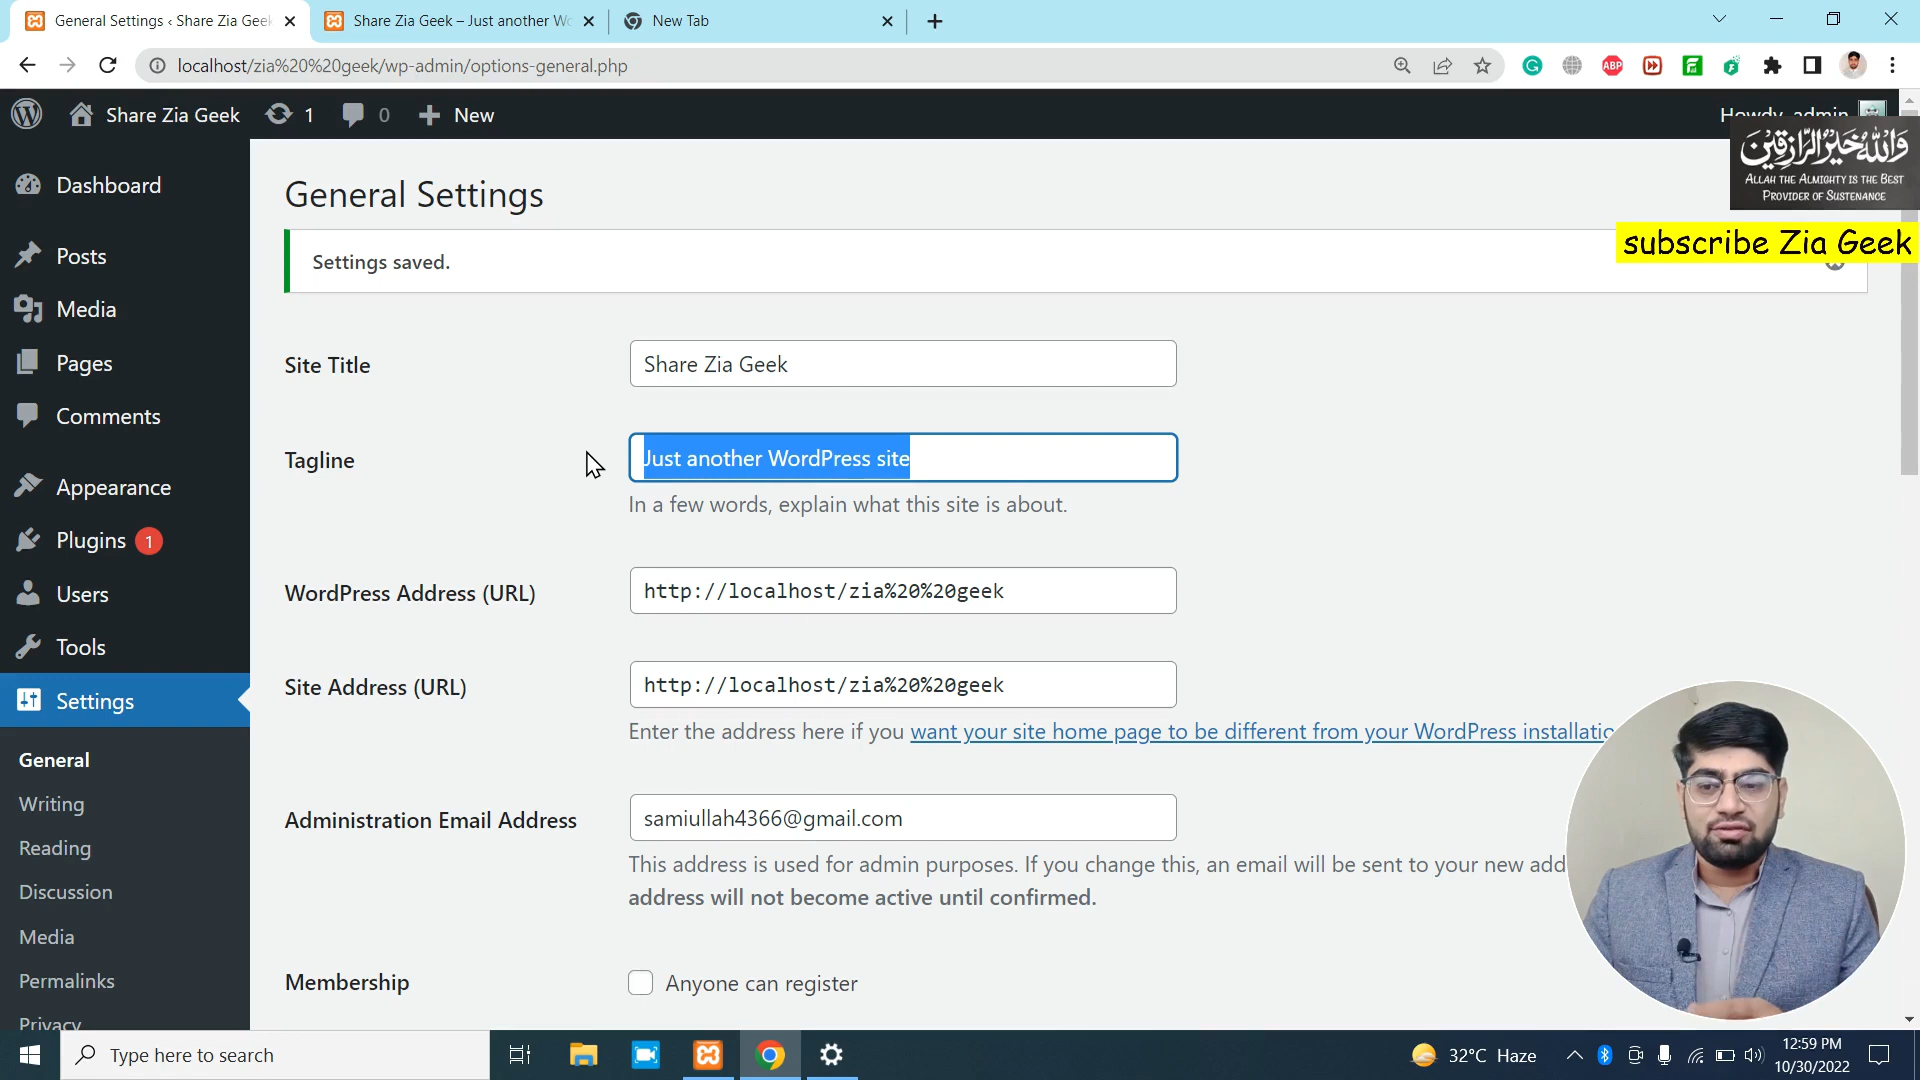 General Settings ‹ Share Zia Geek
Share Zia Geek – Just another Wo
New Tab
localhost/zia%20%20geek/wp-admin/options-general.php
ABP
Share Zia Geek
1
0
New
Howdy, admin
وَاللَّهُ خَيْرُ الرَّازِقِينَ
Allah the Almighty is the Best
Provider of Sustenance
subscribe Zia Geek
Dashboard
Posts
Media
Pages
Comments
Appearance
Plugins 1
Users
Tools
Settings
General
Writing
Reading
Discussion
Media
Permalinks
Privacy
General Settings
Settings saved.
Site Title
Share Zia Geek
Tagline
Just another WordPress site
In a few words, explain what this site is about.
WordPress Address (URL)
http://localhost/zia%20%20geek
Site Address (URL)
http://localhost/zia%20%20geek
Enter the address here if you want your site home page to be different from your WordPress installatio
Administration Email Address
samiullah4366@gmail.com
This address is used for admin purposes. If you change this, an email will be sent to your new add
address will not become active until confirmed.
Membership
Anyone can register
Type here to search
32°C Haze
12:59 PM
10/30/2022